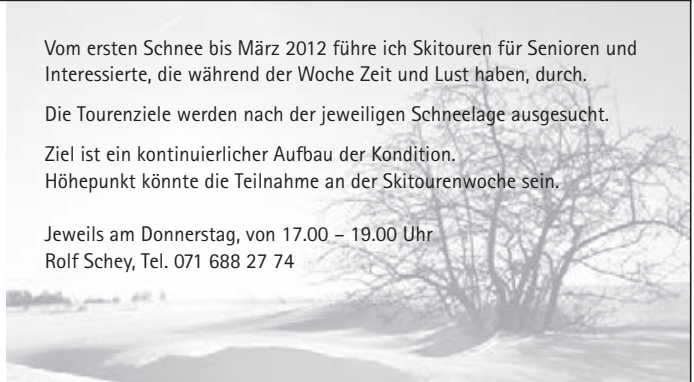 Vom ersten Schnee bis März 2012 führe ich Skitouren für Senioren und
Interessierte, die während der Woche Zeit und Lust haben, durch.
Die Tourenziele werden nach der jeweiligen Schneelage ausgesucht.
Ziel ist ein kontinuierlicher Aufbau der Kondition.
Höhepunkt könnte die Teilnahme an der Skitourenwoche sein.
Jeweils am Donnerstag, von 17.00 – 19.00 Uhr
Rolf Schey, Tel. 071 688 27 74